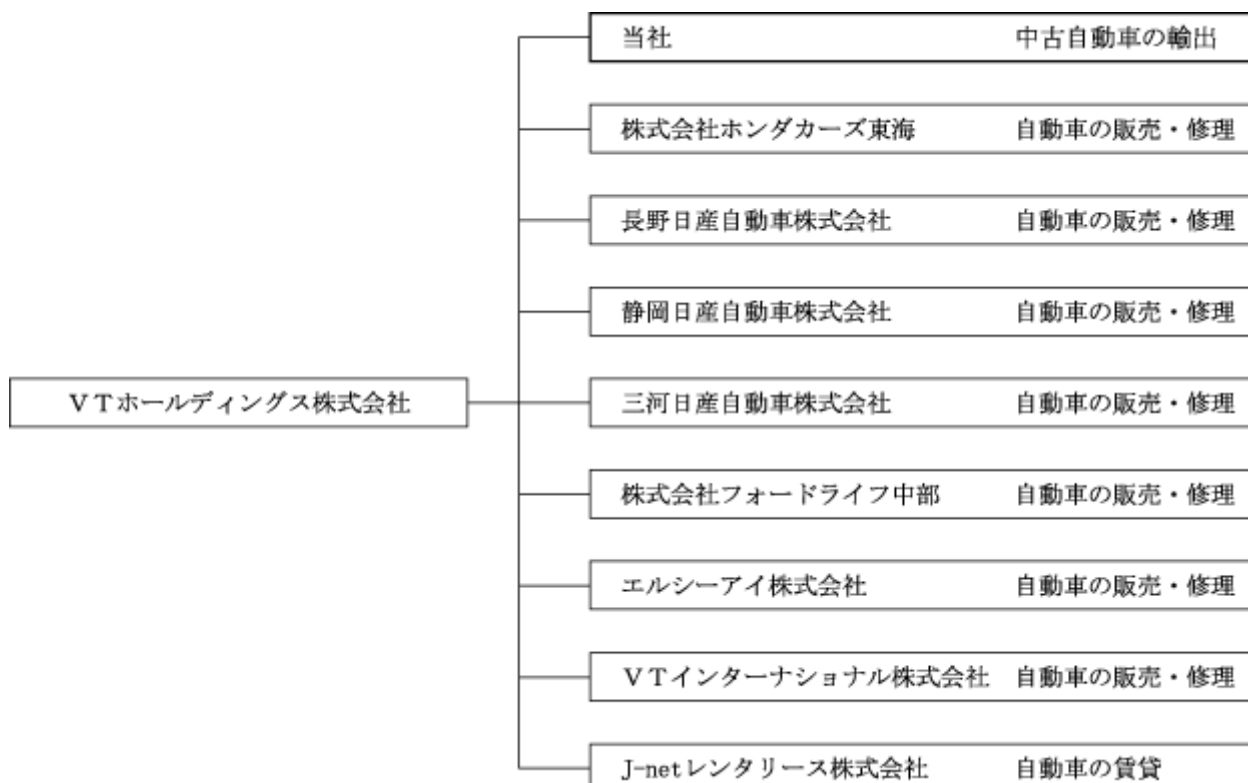 当社 中古自動車の輸出
株式会社ホンダカーズ東海 自動車の販売・修理
長野日産自動車株式会社 自動車の販売・修理
静岡日産自動車株式会社 自動車の販売・修理
ＶＴホールディングス株式会社 三河日産自動車株式会社 自動車の販売・修理
株式会社フォードライフ中部 自動車の販売・修理
エルシーアイ株式会社 自動車の販売・修理
ＶＴインターナショナル株式会社 自動車の販売・修理
J-netレンタリース株式会社 自動車の賃貸